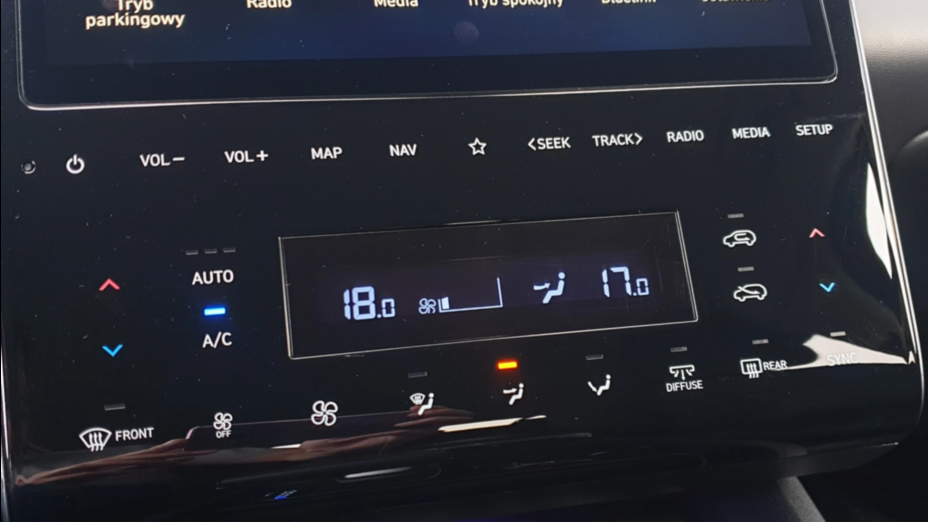 Tryb
parkingowy
Radio
Media
Tryb spokojny
Bluelink
VOL-
VOL+
MAP
NAV
<SEEK
TRACK>
RADIO
MEDIA
SETUP
AUTO
A/C
18.0
17.0
SYNC
FRONT
OFF
DIFFUSE
REAR